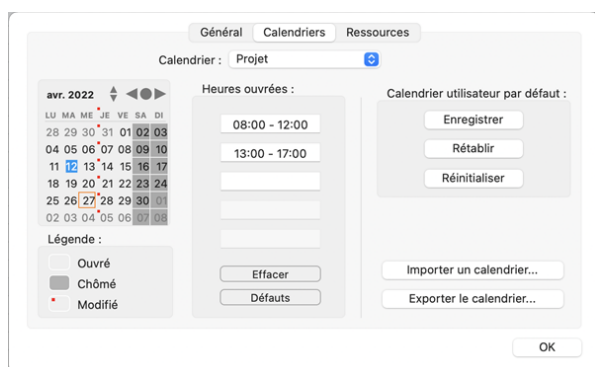 Général Calendriers Ressources
Calendrier : Projet
avr. 2022
LU MA ME JE VE SA DI
28 29 30 31 01 02 03
04 05 06 07 08 09 10
11 12 13 14 15 16 17
18 19 20 21 22 23 24
25 26 27 28 29 30 01
02 03 04 05 06 07 08
Légende :
Ouvré
Chômé
Modifié
Heures ouvrées :
08:00 - 12:00
13:00 - 17:00
Effacer
Défauts
Calendrier utilisateur par défaut :
Enregistrer
Rétablir
Réinitialiser
Importer un calendrier...
Exporter le calendrier...
OK